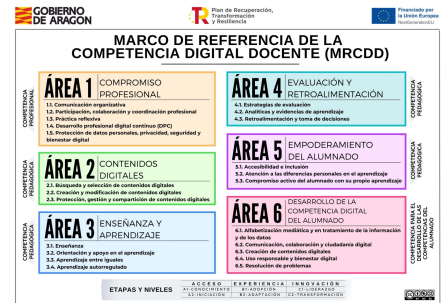 GOBIERNO
DE ARAGON
Plan de Recuperación,
Transformación
y Resiliencia
Financiado por
la Unión Europea
NextGenerationEU
MARCO DE REFERENCIA DE LA
COMPETENCIA DIGITAL DOCENTE (MRCDD)
COMPETENCIA
PROFESIONAL
ÁREA 1 COMPROMISO
PROFESIONAL
1.1. Comunicación organizativa
1.2. Participación, colaboración y coordinación profesional
1.3. Práctica reflexiva
1.4. Desarrollo profesional digital continuo (DPC)
1.5. Protección de datos personales, privacidad, seguridad y
bienestar digital
COMPETENCIA
PEDAGOGICA
ÁREA 2 CONTENIDOS
DIGITALES
2.1. Búsqueda y selección de contenidos digitales
2.2. Creación y modificación de contenidos digitales
2.3. Protección, gestión y compartición de contenidos digitales
COMPETENCIA
PEDAGOGICA
ÁREA 3 ENSEÑANZA Y
APRENDIZAJE
3.1. Enseñanza
3.2. Orientación y apoyo en el aprendizaje
3.3. Aprendizaje entre iguales
3.4. Aprendizaje autorregulado
ÁREA 4 EVALUACIÓN Y
RETROALIMENTACIÓN
4.1. Estrategias de evaluación
4.2. Analíticas y evidencias de aprendizaje
4.3. Retroalimentación y toma de decisiones
COMPETENCIA
PEDAGOGICA
ÁREA 5 EMPODERAMIENTO
DEL ALUMNADO
5.1. Accesibilidad e inclusión
5.2. Atención a las diferencias personales en el aprendizaje
5.3. Compromiso activo del alumnado con su propio aprendizaje
COMPETENCIA
PEDAGOGICA
ÁREA 6 DESARROLLO DE LA
COMPETENCIA DIGITAL
DEL ALUMNADO
6.1. Alfabetización mediática y en tratamiento de la información
y de los datos
6.2. Comunicación, colaboración y ciudadanía digital
6.3. Creación de contenidos digitales
6.4. Uso responsable y bienestar digital
6.5. Resolución de problemas
COMPETENCIA PARA EL
DESARROLLO DE LA
COMPETENCIAS DEL
ALUMNADO
ETAPAS Y NIVELES
ACCESO EXPERIENCIA INNOVACIÓN
A1-CONOCIMIENTO B1-ADOPCIÓN C1-LIDERAZGO
A2-INICIACIÓN B2-ADAPTACIÓN C2-TRANSFORMACIÓN